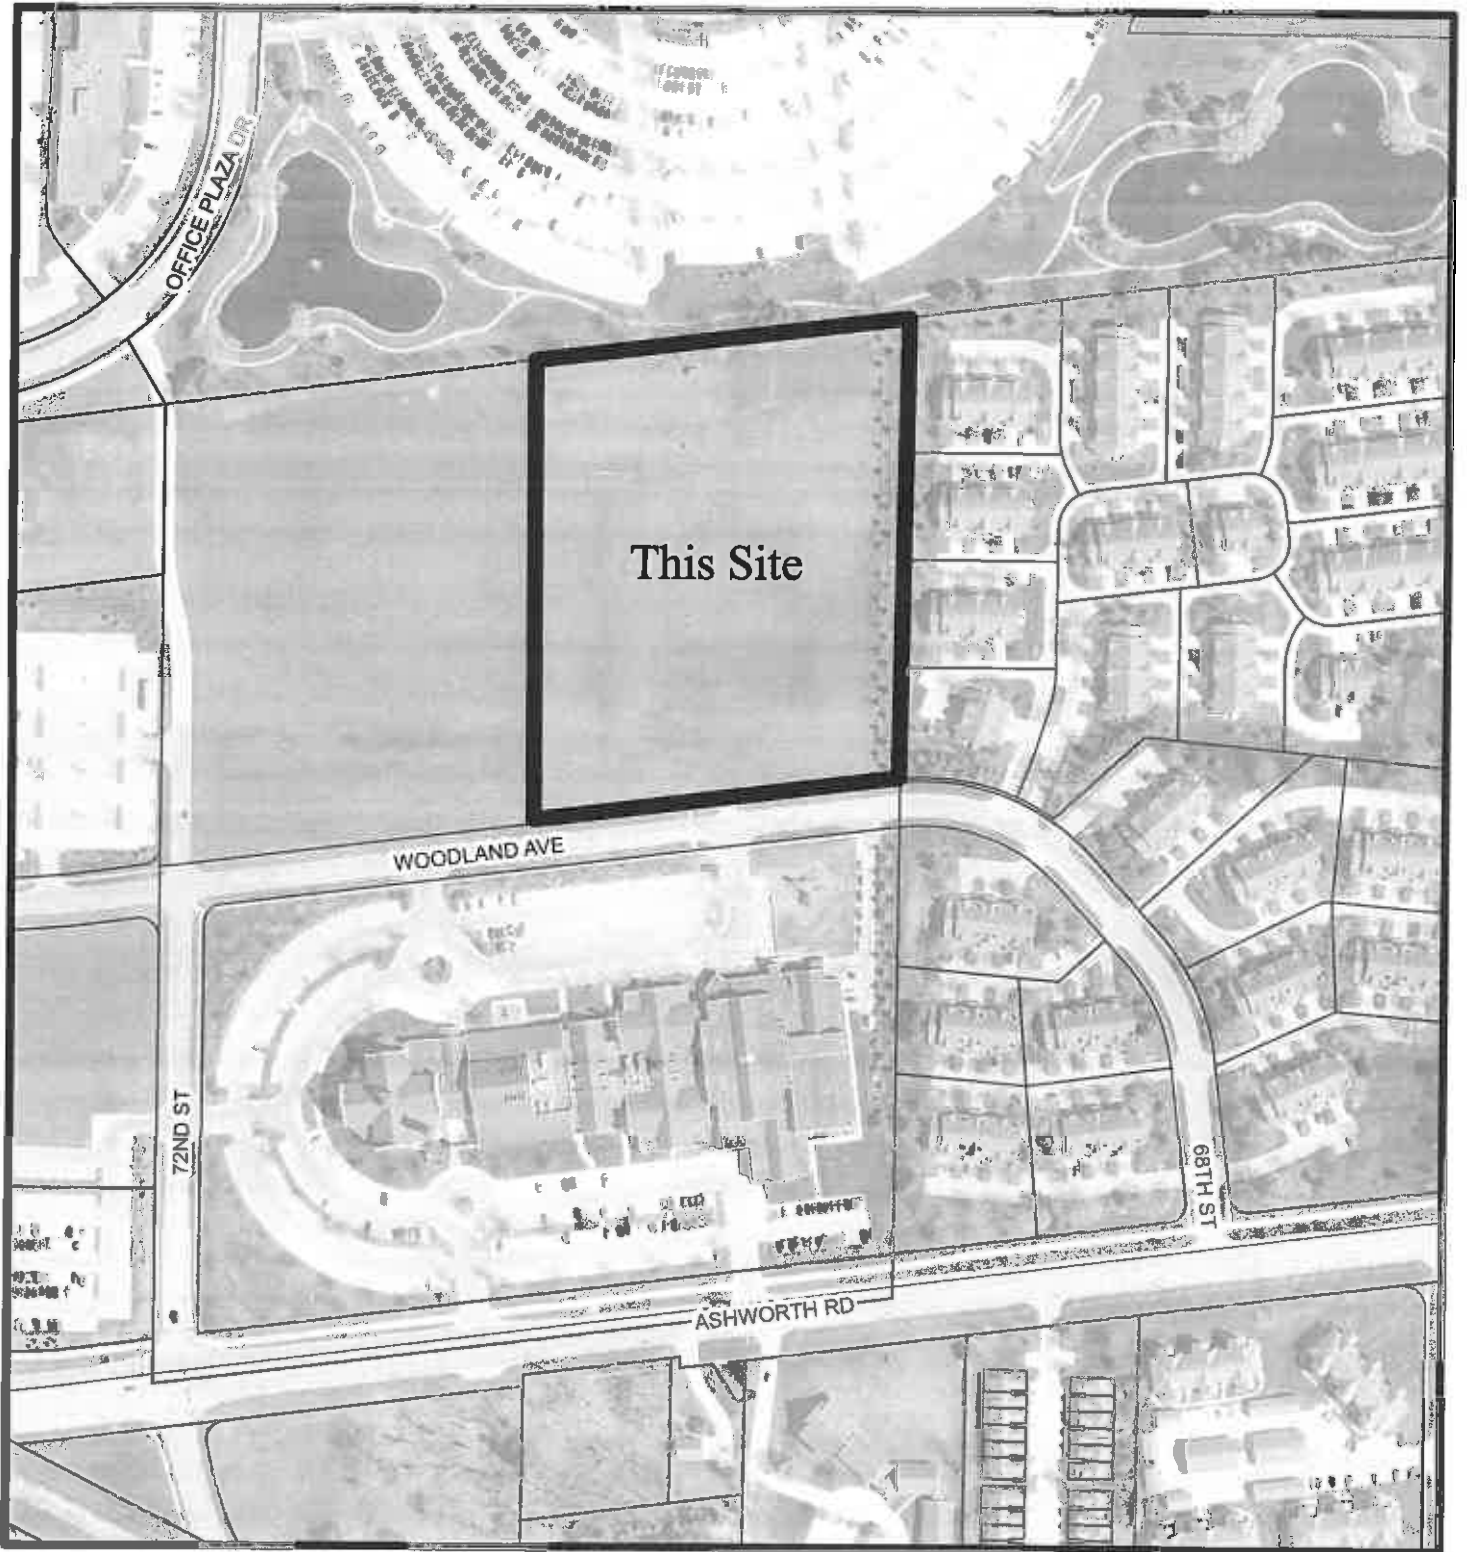 OFFICE PLAZA DR
This Site
WOODLAND AVE
72ND ST
68TH ST
ASHWORTH RD